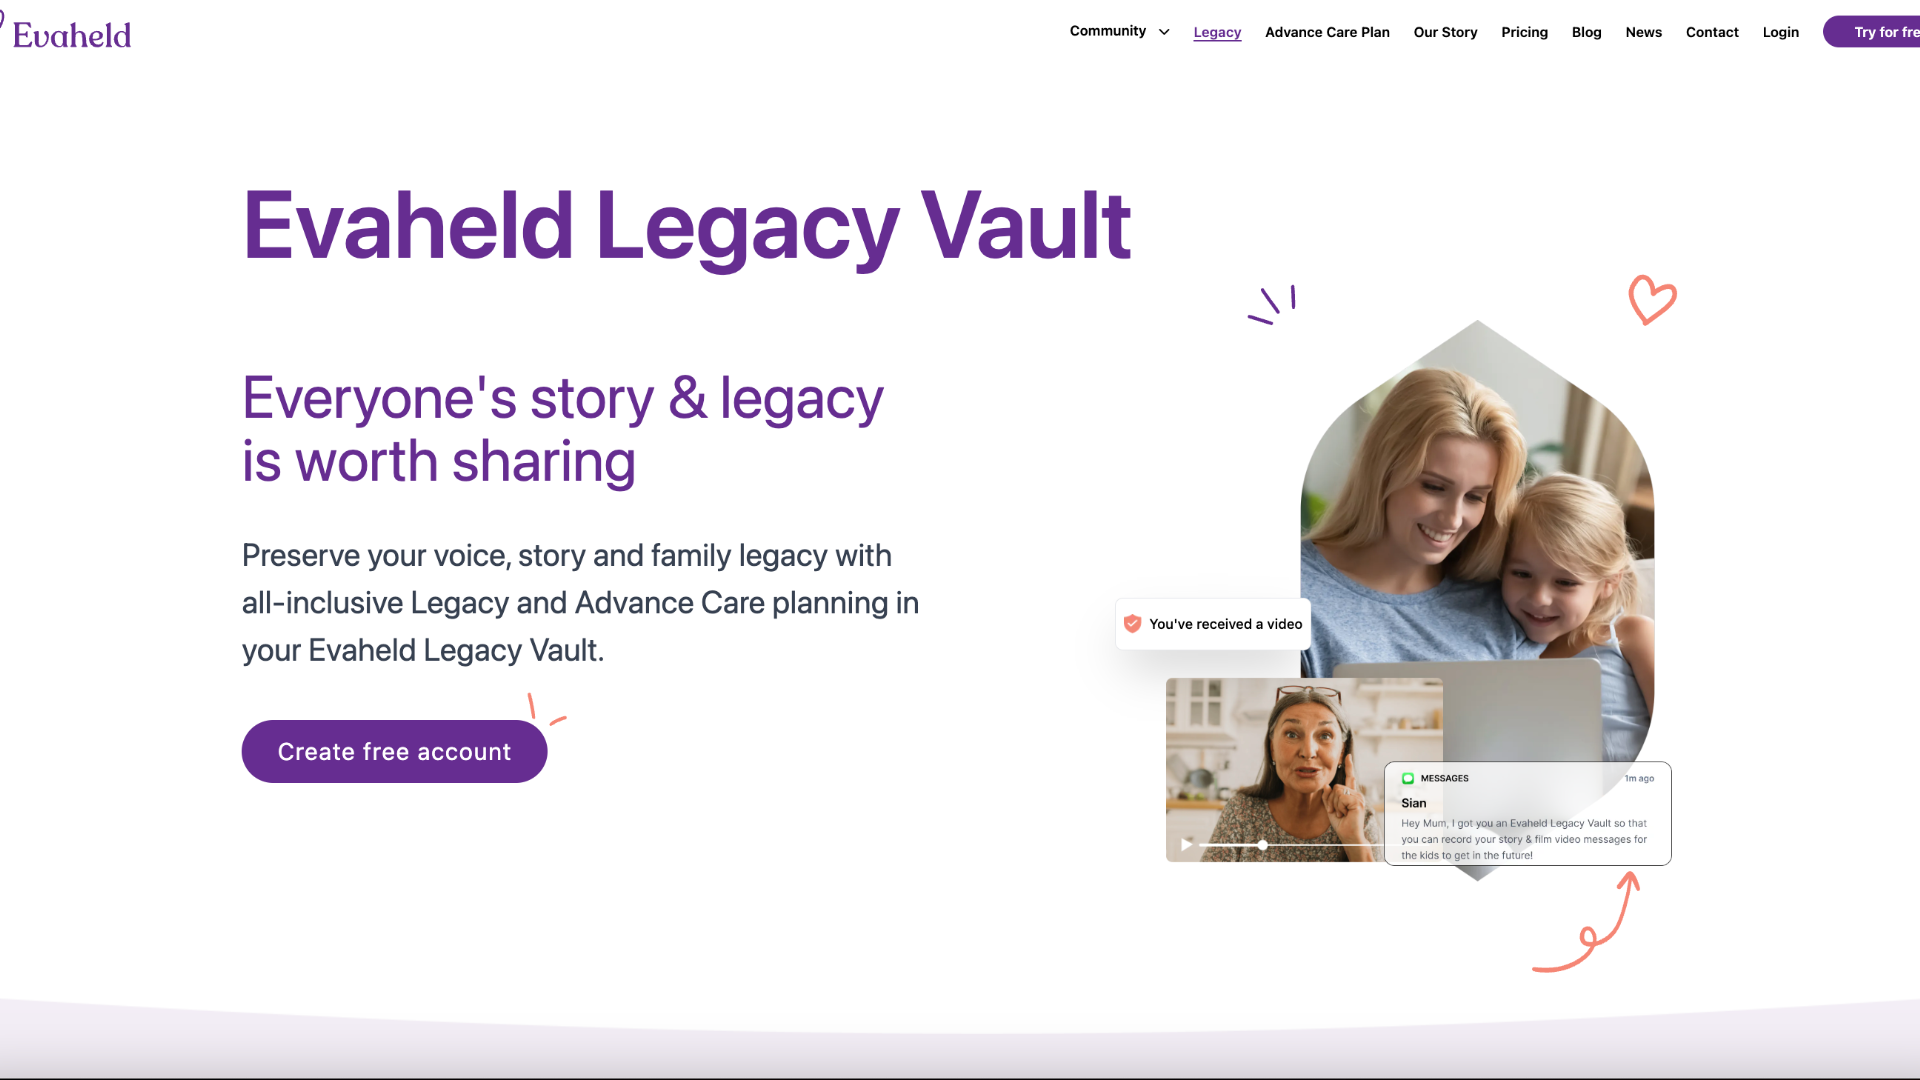 Evaheld
Community
Legacy
Advance Care Plan
Our Story
Pricing
Blog
News
Contact
Login
Try for fre
Evaheld Legacy Vault
Everyone's story & legacy
is worth sharing
Preserve your voice, story and family legacy with
all-inclusive Legacy and Advance Care planning in
your Evaheld Legacy Vault.
Create free account
You've received a video
MESSAGES
1m ago
Sian
Hey Mum, I got you an Evaheld Legacy Vault so that
you can record your story & film video messages for
the kids to get in the future!